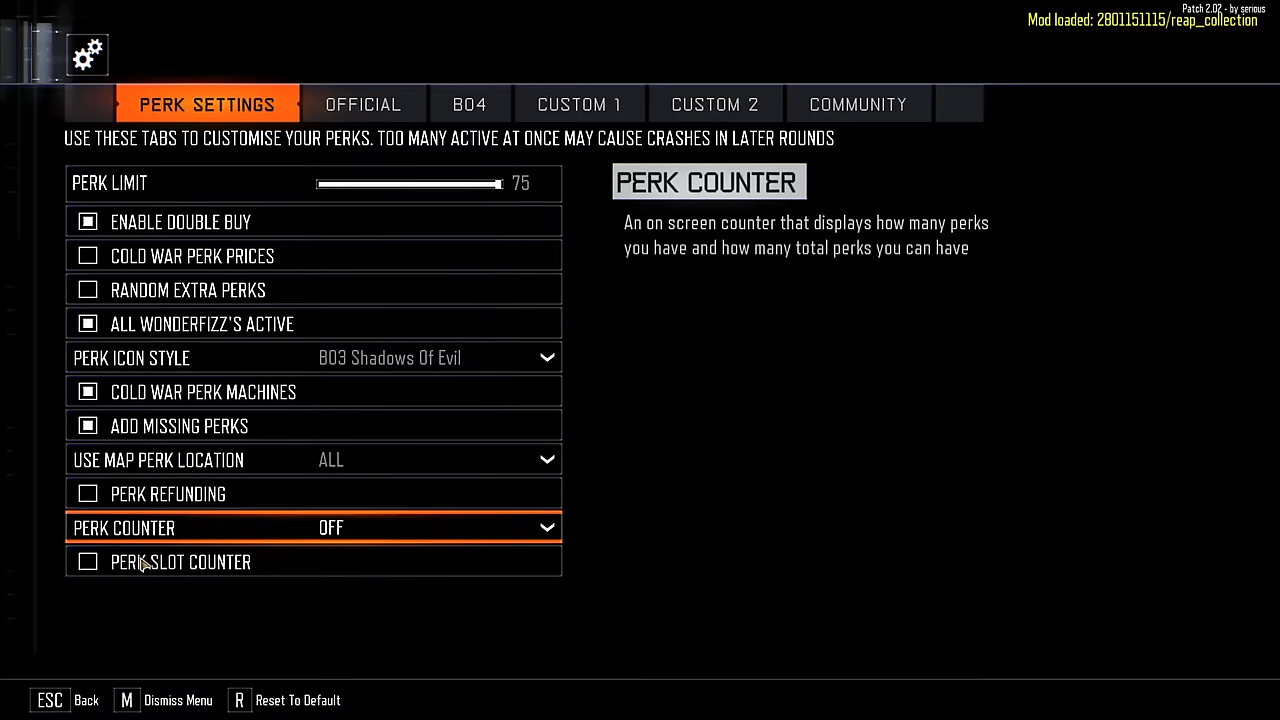 Patch 2.02 - by serious
Mod loaded: 2801151115/reap_collection
PERK SETTINGS OFFICIAL BO4 CUSTOM 1 CUSTOM 2 COMMUNITY
USE THESE TABS TO CUSTOMISE YOUR PERKS. TOO MANY ACTIVE AT ONCE MAY CAUSE CRASHES IN LATER ROUNDS
PERK LIMIT 75
ENABLE DOUBLE BUY
COLD WAR PERK PRICES
RANDOM EXTRA PERKS
ALL WONDERFIZZ'S ACTIVE
PERK ICON STYLE BO3 Shadows Of Evil
COLD WAR PERK MACHINES
ADD MISSING PERKS
USE MAP PERK LOCATION ALL
PERK REFUNDING
PERK COUNTER OFF
PERK SLOT COUNTER
PERK COUNTER
An on screen counter that displays how many perks
you have and how many total perks you can have
ESC Back M Dismiss Menu R Reset To Default